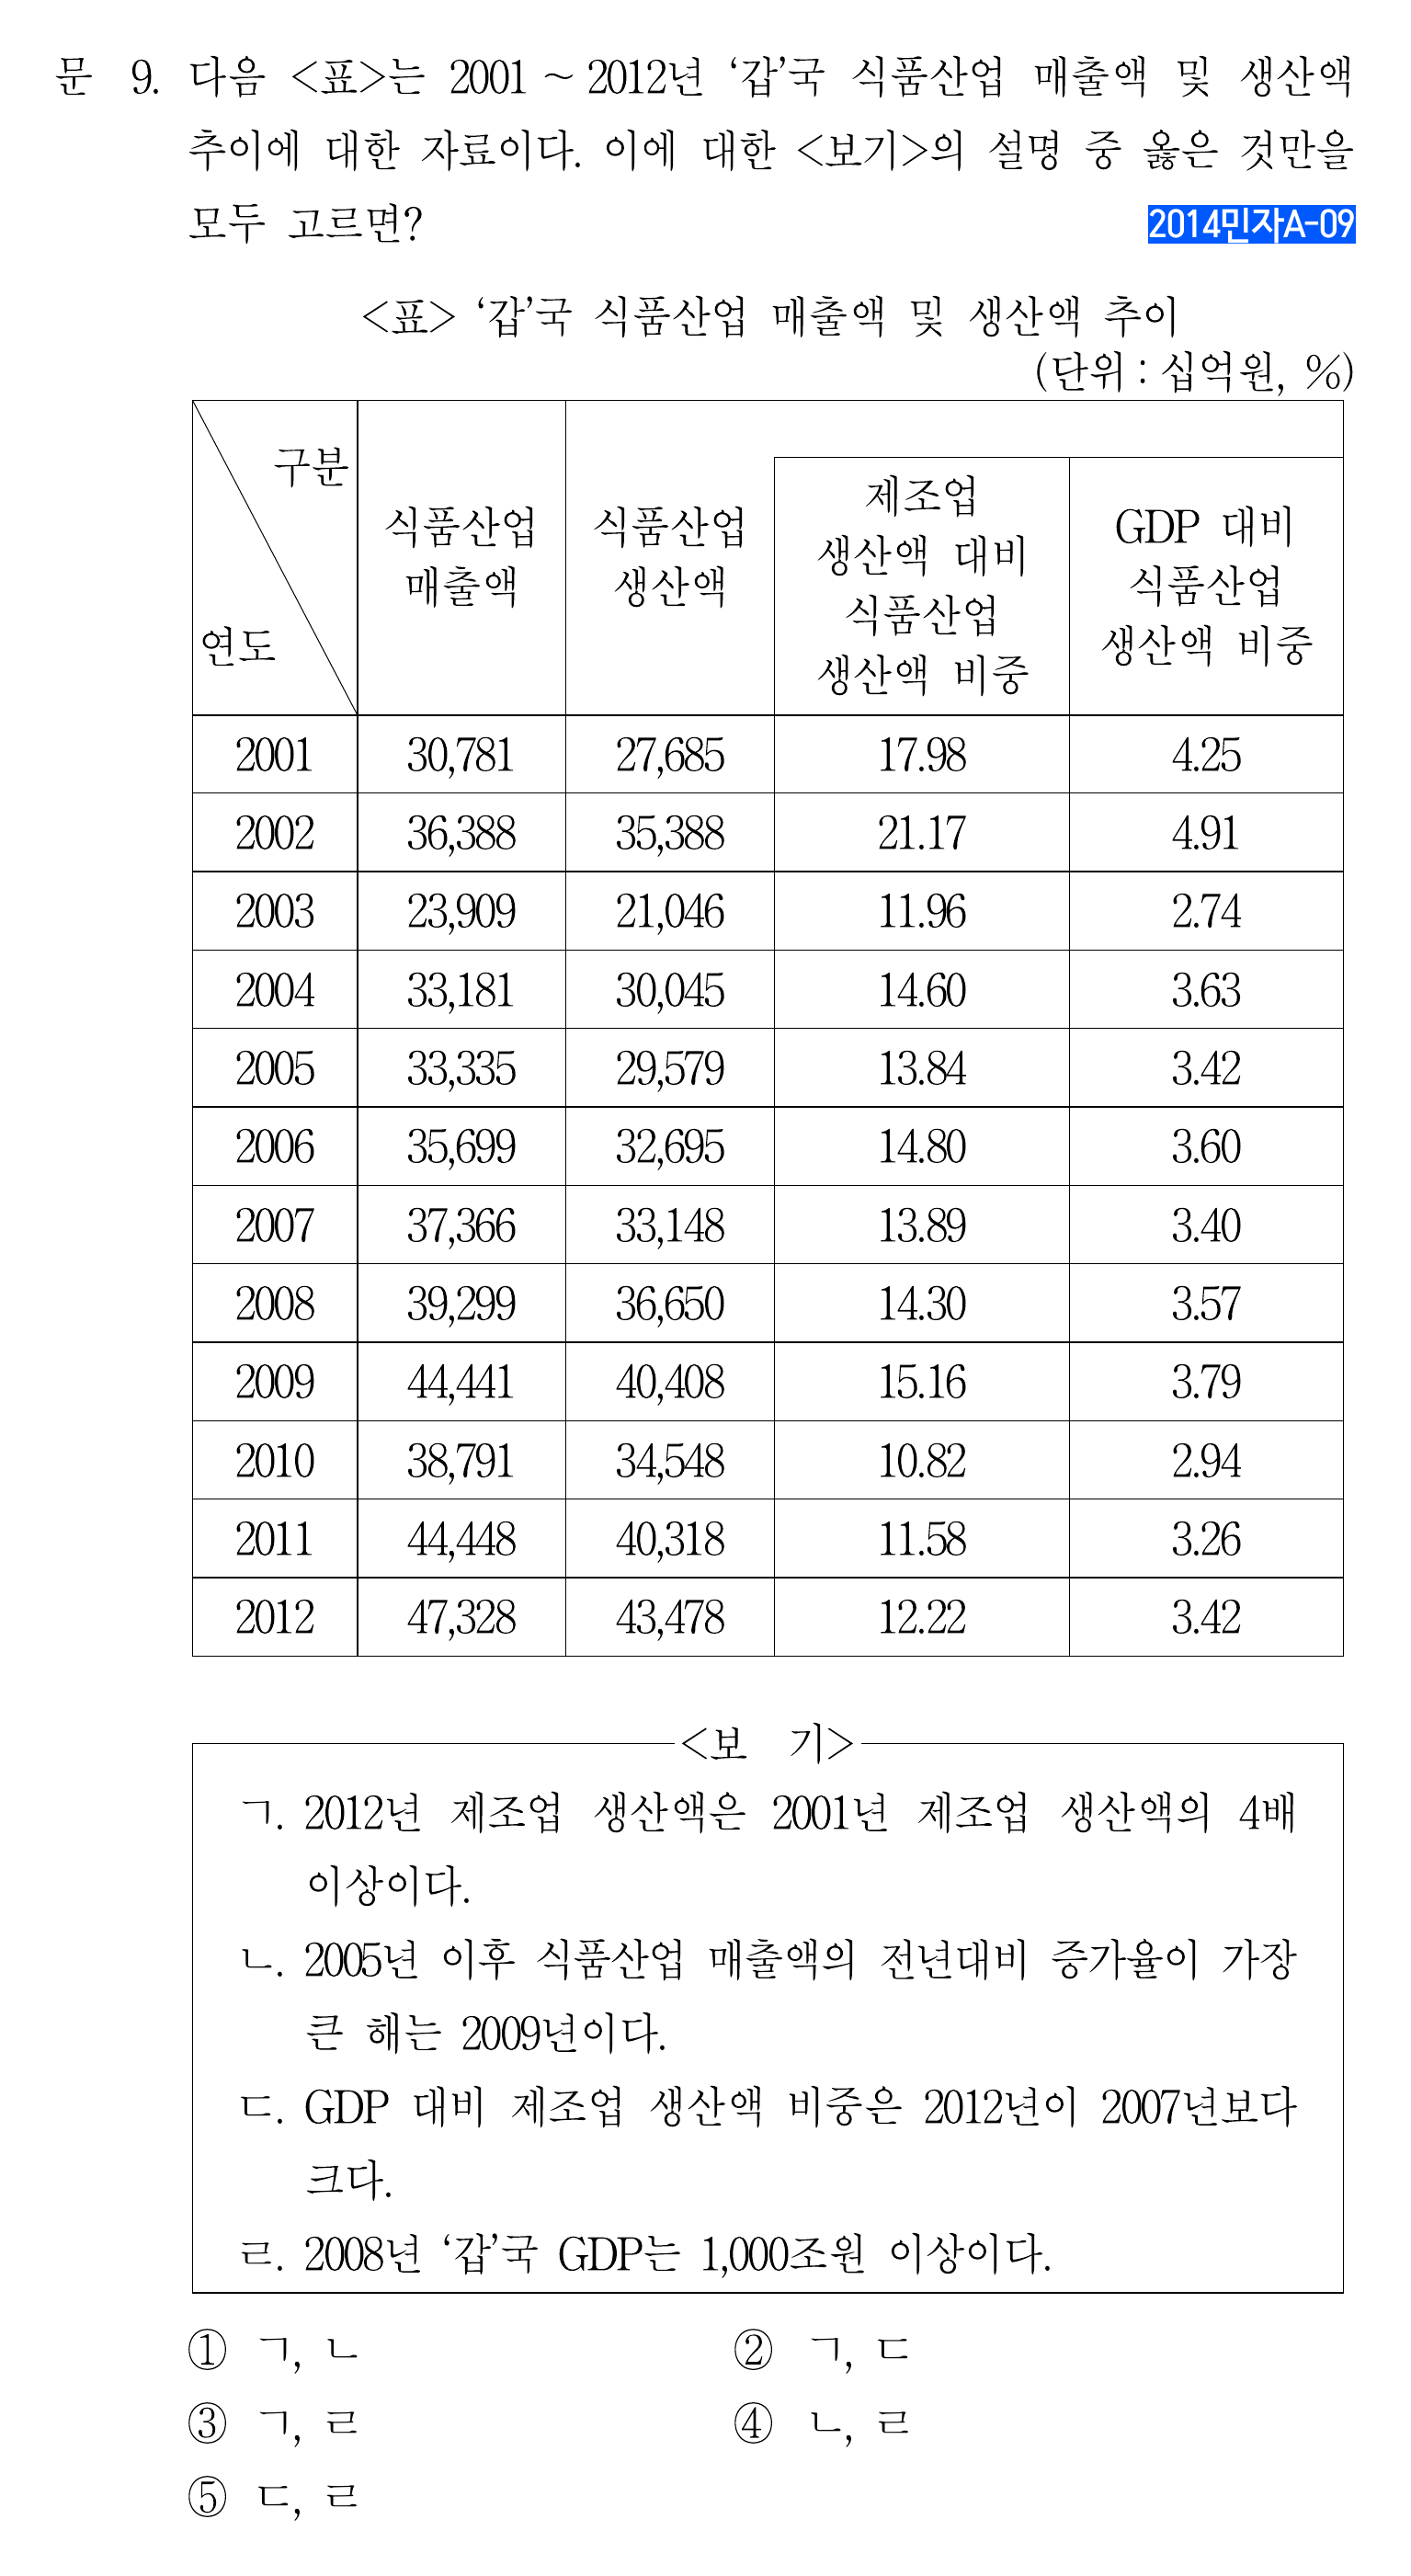 문 9. 다음 <표>는 2001 ~ 2012년 ‘갑’국 식품산업 매출액 및 생산액
추이에 대한 자료이다. 이에 대한 <보기>의 설명 중 옳은 것만을
모두 고르면?
2014민자A-09
<표> ‘갑’국 식품산업 매출액 및 생산액 추이
(단위 : 십억원, %)
구분
연도
식품산업
매출액
식품산업
생산액
제조업
생산액 대비
식품산업
생산액 비중
GDP 대비
식품산업
생산액 비중
2001 30,781 27,685 17.98 4.25
2002 36,388 35,388 21.17 4.91
2003 23,909 21,046 11.96 2.74
2004 33,181 30,045 14.60 3.63
2005 33,335 29,579 13.84 3.42
2006 35,699 32,695 14.80 3.60
2007 37,366 33,148 13.89 3.40
2008 39,299 36,650 14.30 3.57
2009 44,441 40,408 15.16 3.79
2010 38,791 34,548 10.82 2.94
2011 44,448 40,318 11.58 3.26
2012 47,328 43,478 12.22 3.42
<보 기>
ㄱ. 2012년 제조업 생산액은 2001년 제조업 생산액의 4배
이상이다.
ㄴ. 2005년 이후 식품산업 매출액의 전년대비 증가율이 가장
큰 해는 2009년이다.
ㄷ. GDP 대비 제조업 생산액 비중은 2012년이 2007년보다
크다.
ㄹ. 2008년 ‘갑’국 GDP는 1,000조원 이상이다.
① ㄱ, ㄴ ② ㄱ, ㄷ
③ ㄱ, ㄹ ④ ㄴ, ㄹ
⑤ ㄷ, ㄹ